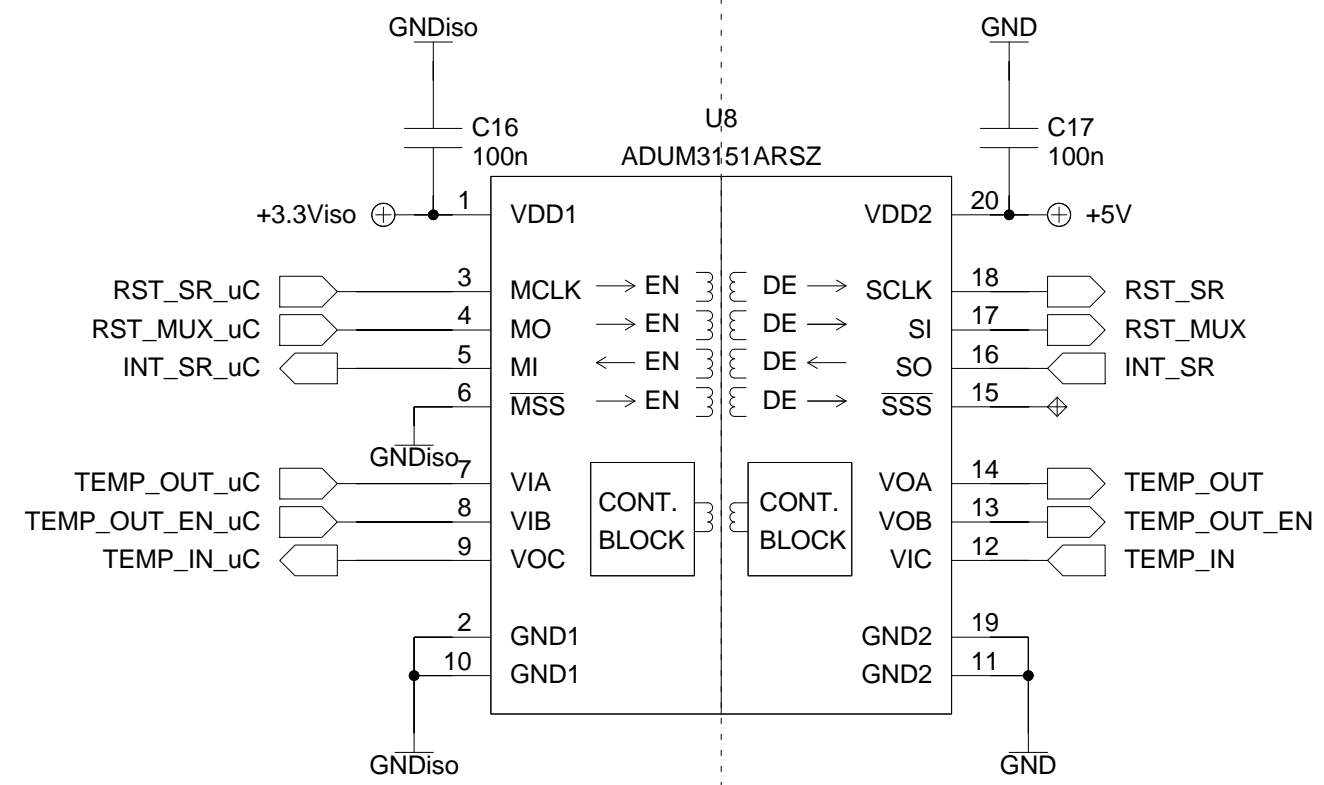 GNDiso GND
C16 U8 C17
100n ADUM3151ARSZ 100n
+3.3Viso 1 VDD1 VDD2 20 +5V
RST_SR_uC 3 MCLK EN DE SCLK 18 RST_SR
RST_MUX_uC 4 MO EN DE SI 17 RST_MUX
INT_SR_uC 5 MI EN DE SO 16 INT_SR
6 MSS EN DE SSS 15
GNDiso
TEMP_OUT_uC 7 VIA CONT. CONT. VOA 14 TEMP_OUT
TEMP_OUT_EN_uC 8 VIB BLOCK BLOCK VOB 13 TEMP_OUT_EN
TEMP_IN_uC 9 VOC VIC 12 TEMP_IN
2 GND1 GND2 19
10 GND1 GND2 11
GNDiso GND